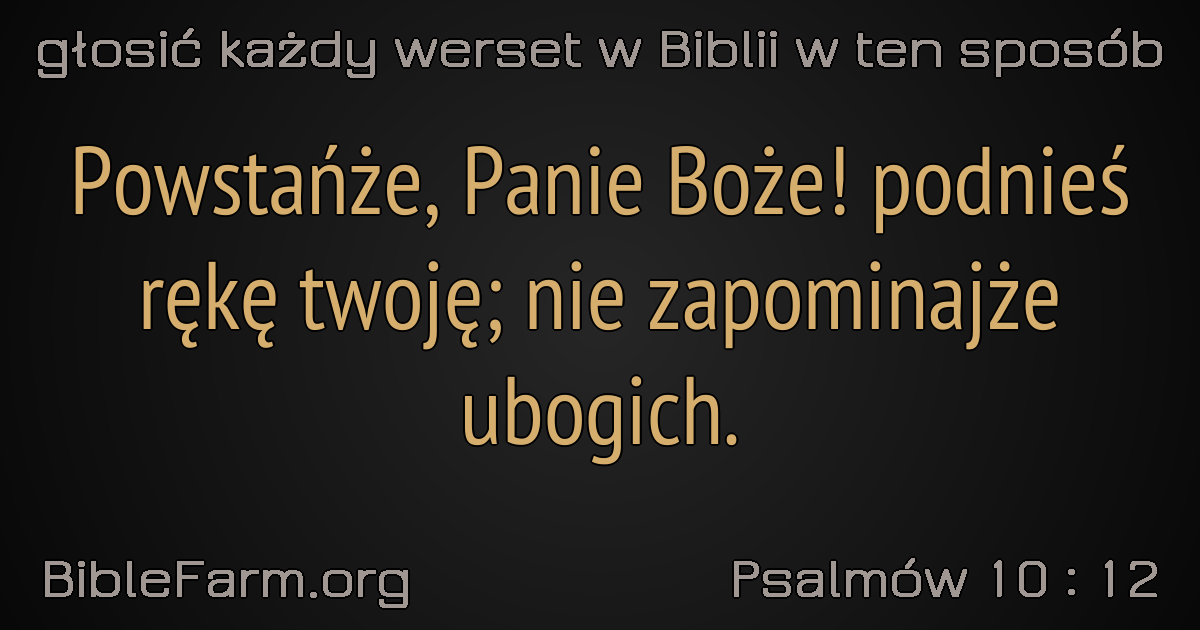 głosić każdy werset w Biblii w ten sposób
Powstańże, Panie Boże! podnieś
rękę twoję; nie zapominajże
ubogich.
BibleFarm.org
Psalmów 10 : 12